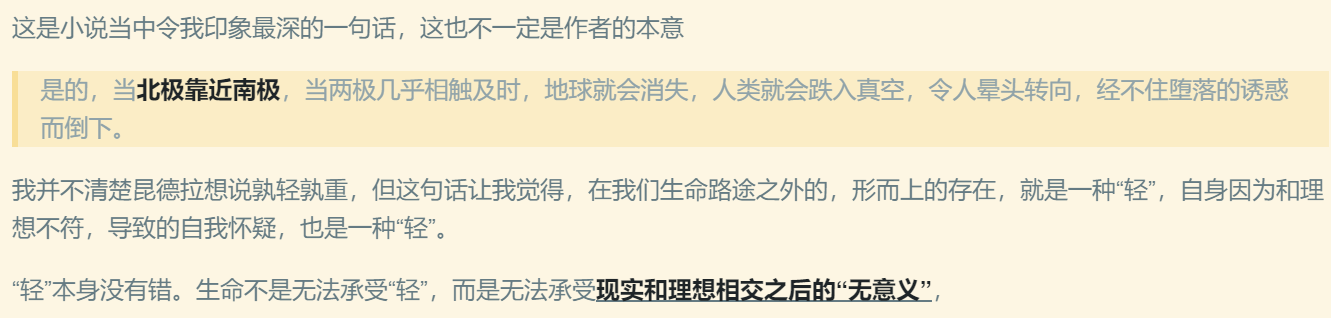 这是小说当中令我印象最深的一句话，这也不一定是作者的本意
是的，当北极靠近南极，当两极几乎相触及时，地球就会消失，人类就会跌入真空，令人晕头转向，经不住堕落的诱惑
而倒下。
我并不清楚昆德拉想说孰轻孰重，但这句话让我觉得，在我们生命路途之外的，形而上的存在，就是一种“轻”，自身因为和理
想不符，导致的自我怀疑，也是一种“轻”。
“轻”本身没有错。生命不是无法承受“轻”，而是无法承受现实和理想相交之后的“无意义”，